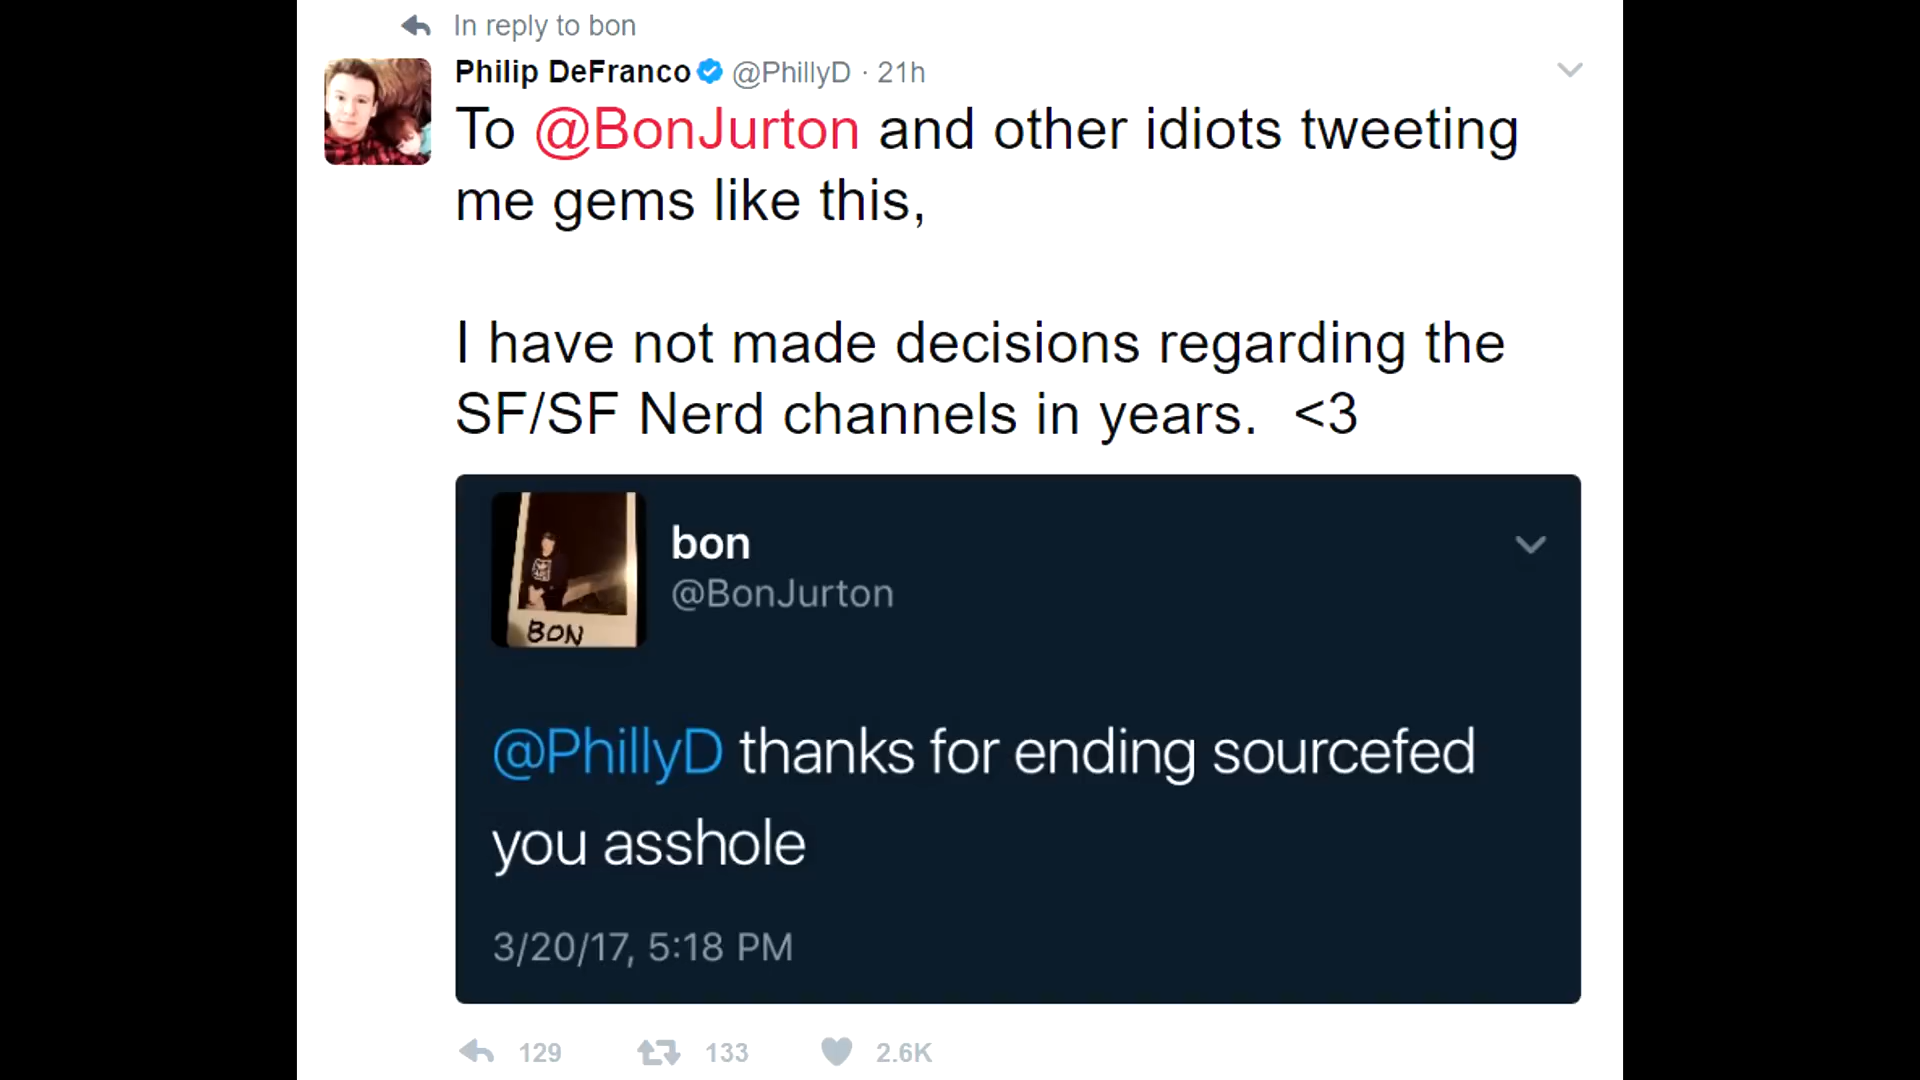 In reply to bon
Philip DeFranco @PhillyD · 21h
To @BonJurton and other idiots tweeting
me gems like this,
I have not made decisions regarding the
SF/SF Nerd channels in years.  <3
bon
@BonJurton
BON
@PhillyD thanks for ending sourcefed
you asshole
3/20/17, 5:18 PM
129 133 2.6K